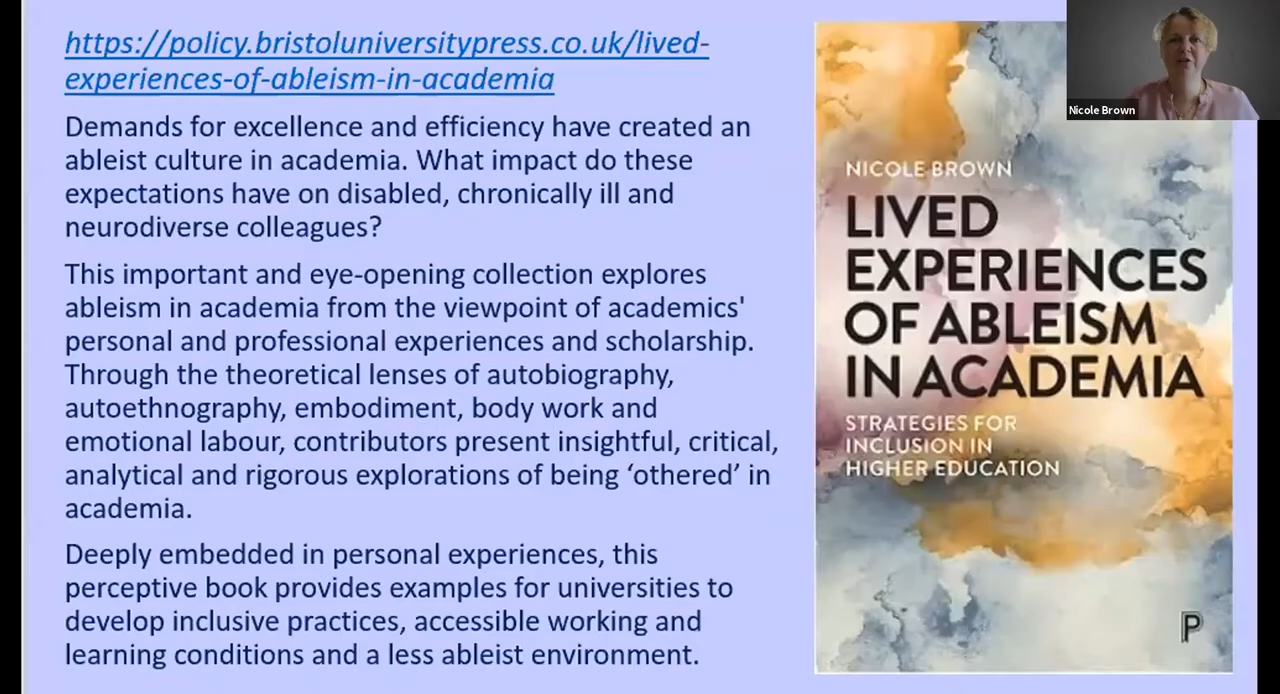 https://policy.bristoluniversitypress.co.uk/lived-
experiences-of-ableism-in-academia
Demands for excellence and efficiency have created an
ableist culture in academia. What impact do these
expectations have on disabled, chronically ill and
neurodiverse colleagues?
This important and eye-opening collection explores
ableism in academia from the viewpoint of academics'
personal and professional experiences and scholarship.
Through the theoretical lenses of autobiography,
autoethnography, embodiment, body work and
emotional labour, contributors present insightful, critical,
analytical and rigorous explorations of being ‘othered’ in
academia.
Deeply embedded in personal experiences, this
perceptive book provides examples for universities to
develop inclusive practices, accessible working and
learning conditions and a less ableist environment.
NICOLE BROWN
LIVED
EXPERIENCES
OF ABLEISM
IN ACADEMIA
STRATEGIES FOR
INCLUSION IN
HIGHER EDUCATION
P
Nicole Brown